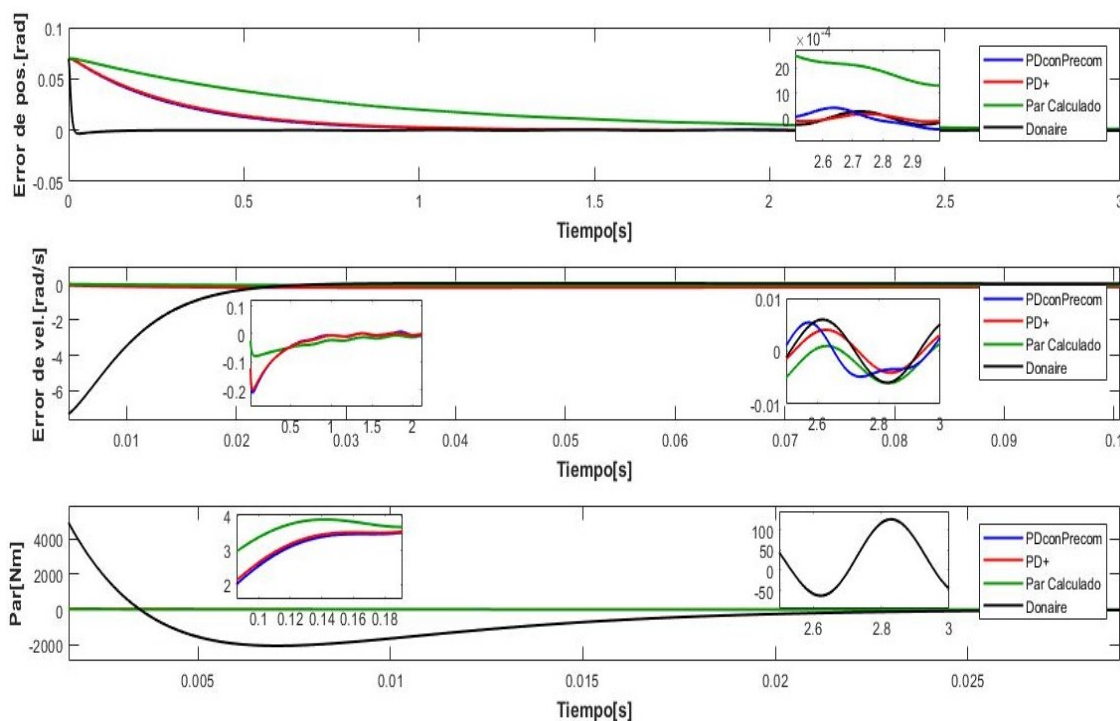 Error de pos.[rad]
0.1
0.05
0
-0.05
×10⁻⁴
20
10
0
2.6 2.7 2.8 2.9
PDconPrecom
PD+
Par Calculado
Donaire
0 0.5 1 1.5 2 2.5 3
Tiempo[s]
Error de vel.[rad/s]
0
-2
-4
-6
0.1
0
-0.1
-0.2
0.5 1 1.5 2
0.01
0
-0.01
2.6 2.8 3
PDconPrecom
PD+
Par Calculado
Donaire
0.01 0.02 0.03 0.04 0.05 0.06 0.07 0.08 0.09 0.1
Tiempo[s]
Par[Nm]
4000
2000
0
-2000
4
3
2
0.1 0.12 0.14 0.16 0.18
100
50
0
-50
2.6 2.8 3
PDconPrecom
PD+
Par Calculado
Donaire
0.005 0.01 0.015 0.02 0.025
Tiempo[s]